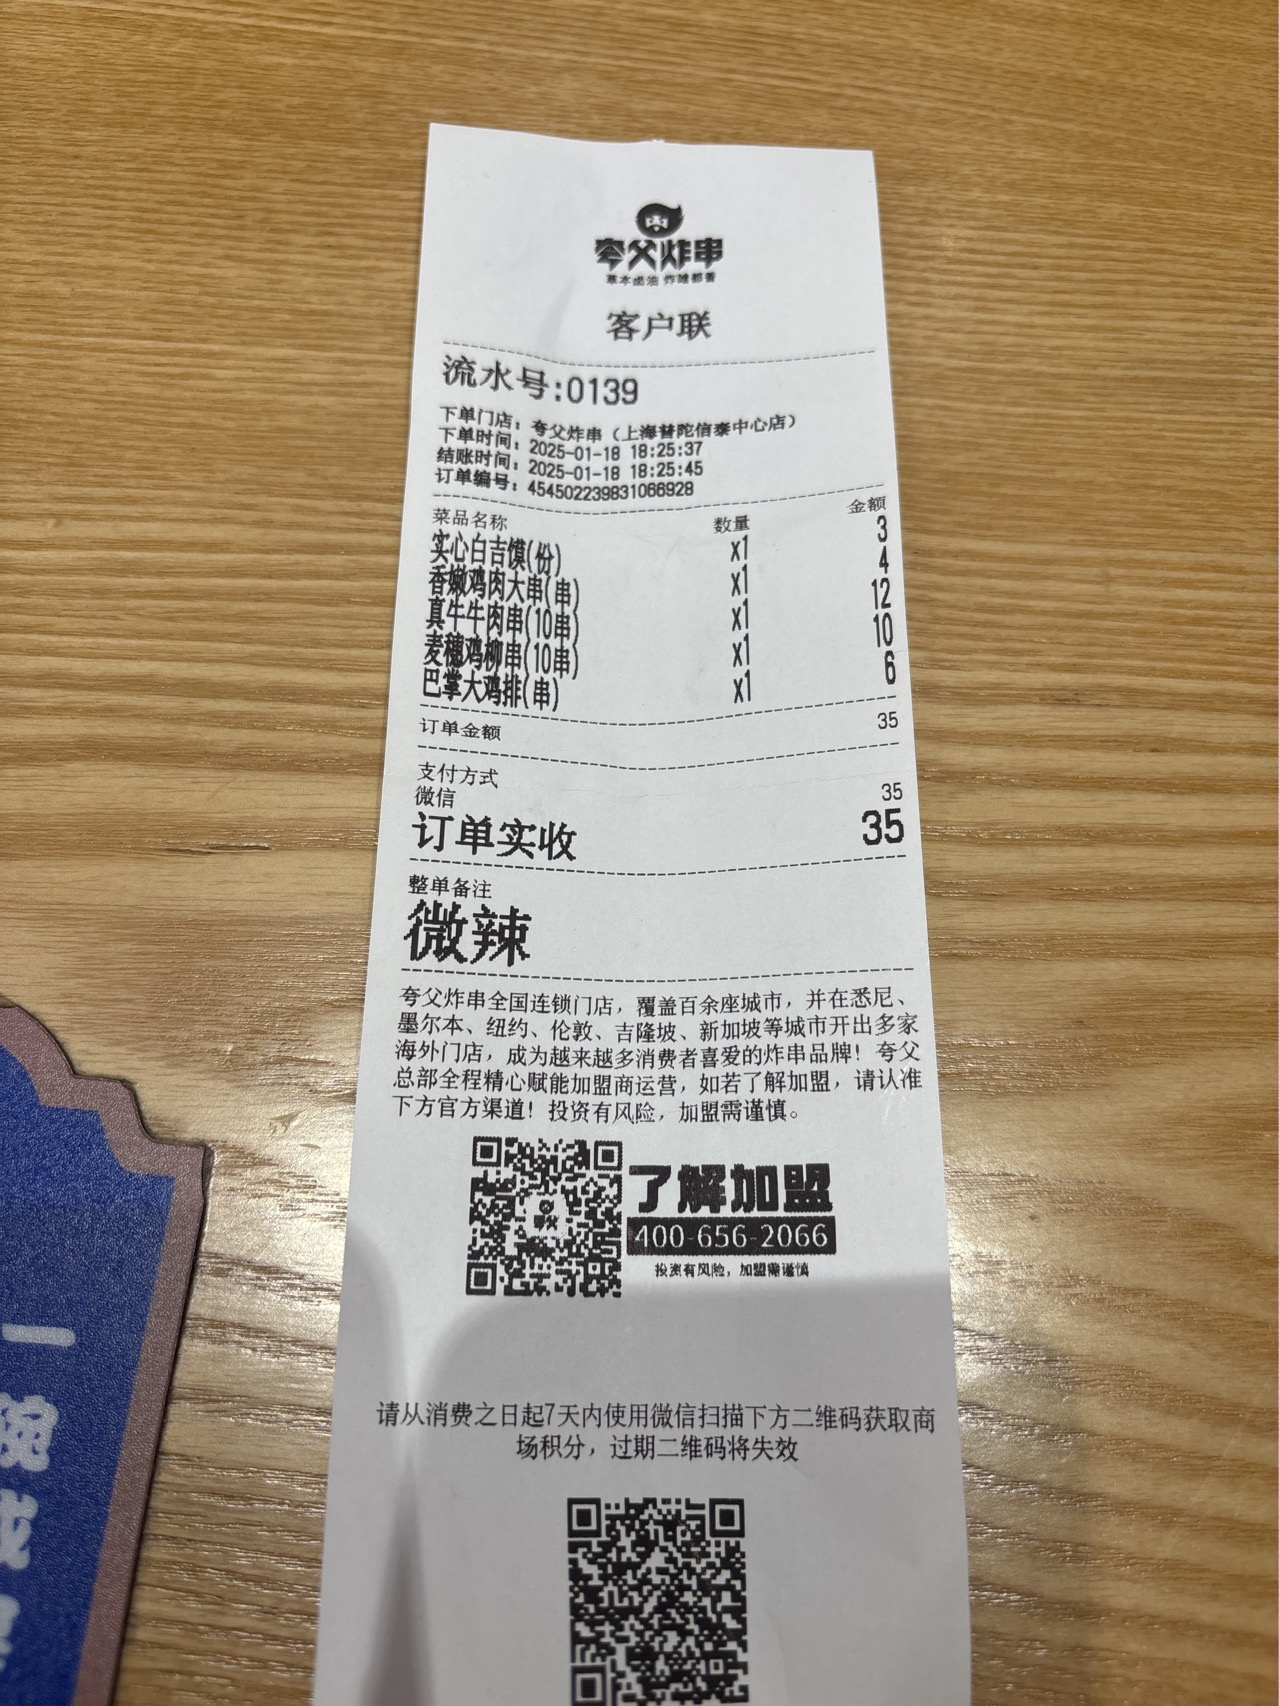 夸父炸串
草本卤油 炸啥都香
客户联
流水号:0139
下单门店：夸父炸串（上海普陀信泰中心店）
下单时间：2025-01-18 18:25:37
结账时间：2025-01-18 18:25:45
订单编号：454502239831066928
菜品名称 数量 金额
实心白吉馍(份) x1 3
香嫩鸡肉大串(串) x1 4
真牛牛肉串(10串) x1 12
麦穗鸡柳串(10串) x1 10
巴掌大鸡排(串) x1 6
订单金额 35
支付方式
微信 35
订单实收 35
整单备注
微辣
夸父炸串全国连锁门店，覆盖百余座城市，并在悉尼、
墨尔本、纽约、伦敦、吉隆坡、新加坡等城市开出多家
海外门店，成为越来越多消费者喜爱的炸串品牌！夸父
总部全程精心赋能加盟商运营，如若了解加盟，请认准
下方官方渠道！投资有风险，加盟需谨慎。
夸父
了解加盟
400-656-2066
投资有风险，加盟需谨慎
请从消费之日起7天内使用微信扫描下方二维码获取商
场积分，过期二维码将失效
一
碗
成